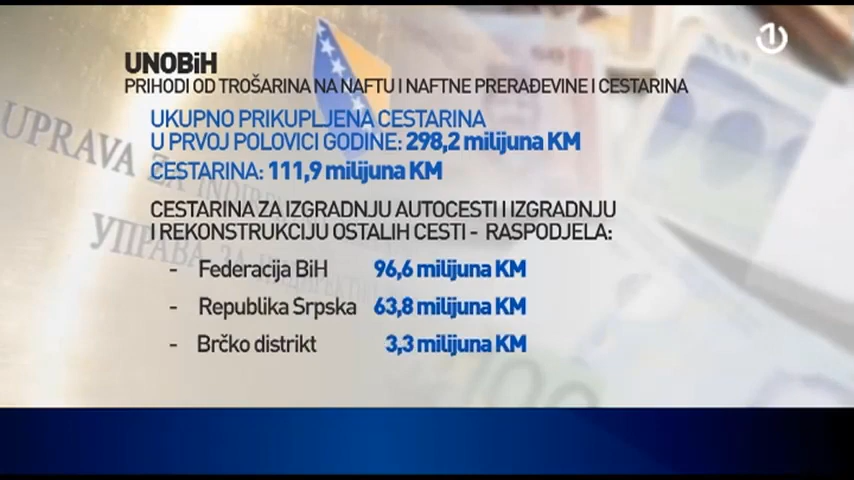 UNOBiH
PRIHODI OD TROŠARINA NA NAFTU I NAFTNE PRERAĐEVINE I CESTARINA
UKUPNO PRIKUPLJENA CESTARINA
U PRVOJ POLOVICI GODINE: 298,2 milijuna KM
CESTARINA: 111,9 milijuna KM
CESTARINA ZA IZGRADNJU AUTOCESTI I IZGRADNJU
I REKONSTRUKCIJU OSTALIH CESTI - RASPODJELA:
- Federacija BiH 96,6 milijuna KM
- Republika Srpska 63,8 milijuna KM
- Brčko distrikt 3,3 milijuna KM
UPRAVA ZA
УПРАВА ЗА
1